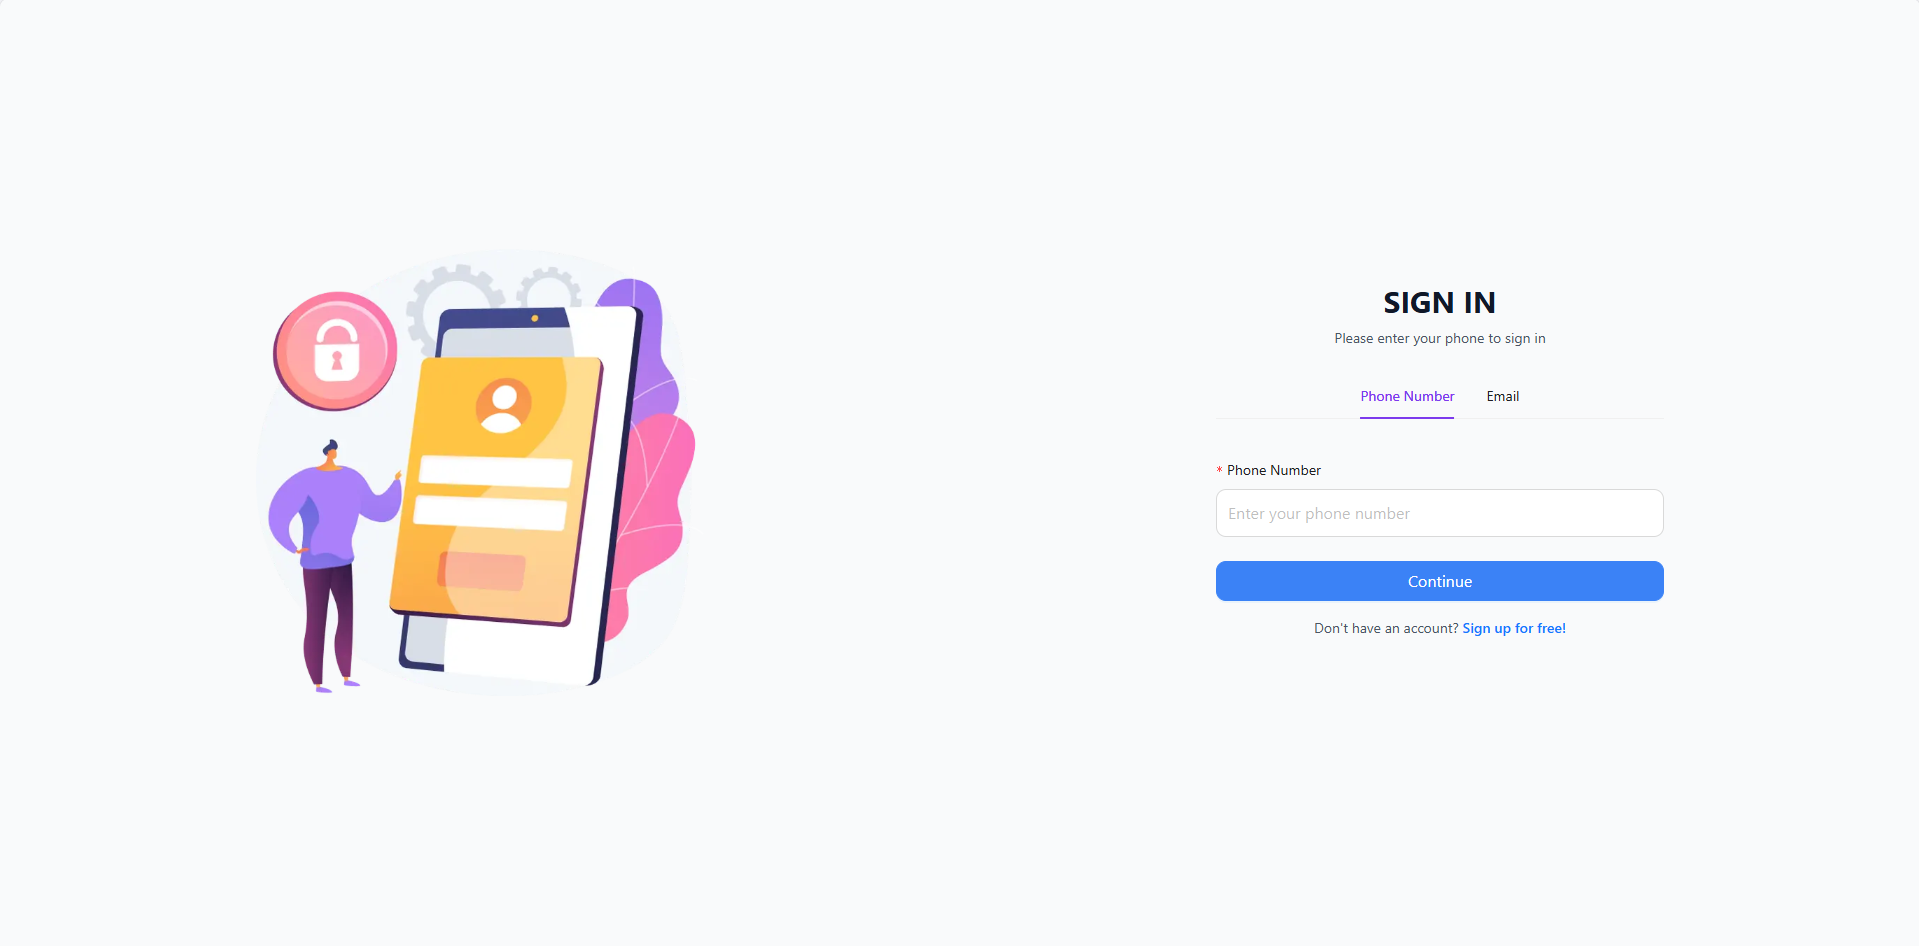 SIGN IN
Please enter your phone to sign in
Phone Number Email
* Phone Number
Enter your phone number
Continue
Don't have an account? Sign up for free!